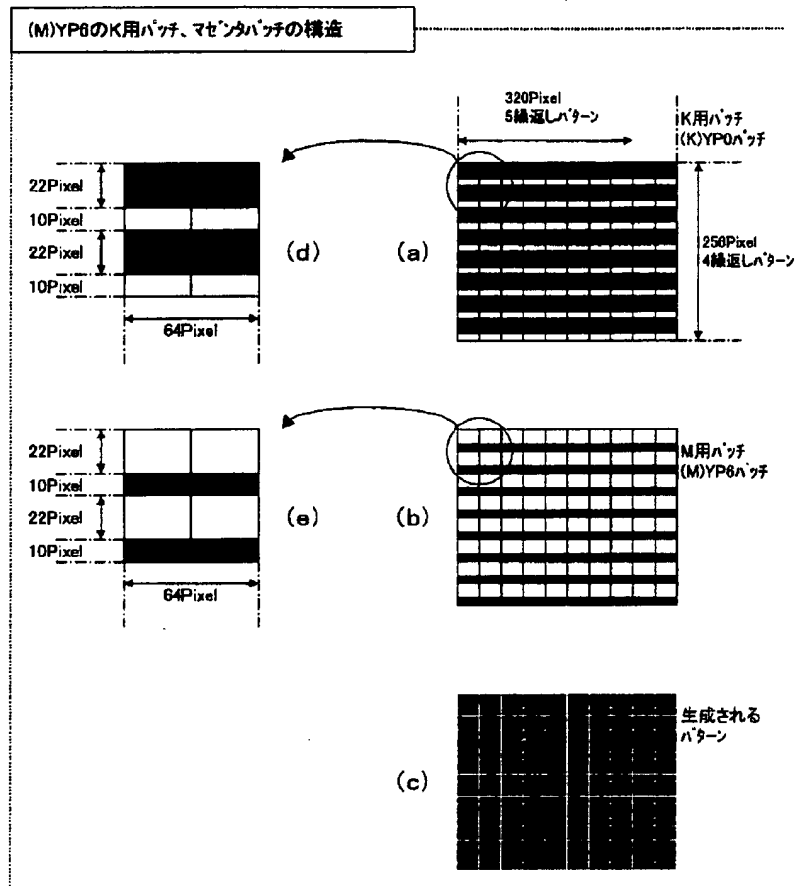 (M)YP6のK用パッチ、マゼンタパッチの構造
320Pixel
5繰返しパターン
K用パッチ
(K)YP0パッチ
22Pixel
10Pixel
22Pixel
10Pixel
(d)
(a)
256Pixel
4繰返しパターン
64Pixel
22Pixel
10Pixel
22Pixel
10Pixel
(e)
(b)
M用パッチ
(M)YP6パッチ
64Pixel
生成される
パターン
(c)